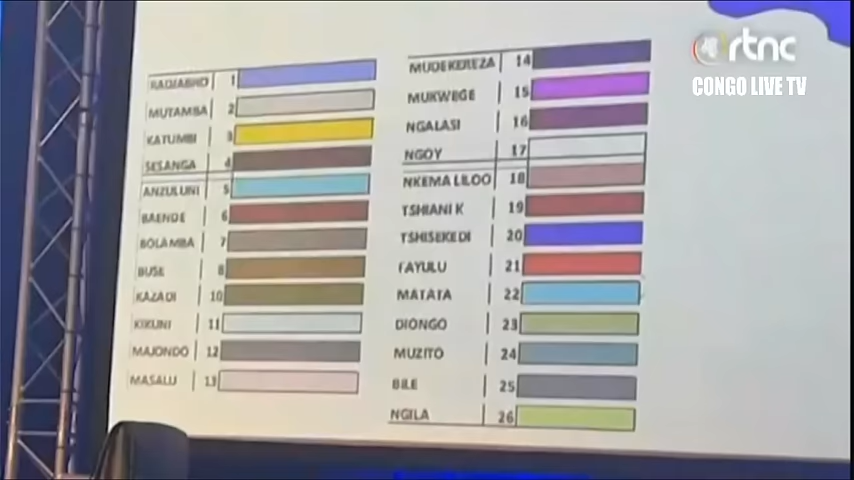 RADJABHO 1
MUTAMBA 2
KATUMBI 3
SESANGA 4
ANZULUNI 5
BAENDE 6
BOLAMBA 7
BUSE 8
KAZADI 10
KIKUNI 11
MAJONDO 12
MASALU 13
MUDEKEREZA 14
MUKWEGE 15
NGALASI 16
NGOY 17
NKEMA LILOO 18
TSHIANI K 19
TSHISEKEDI 20
FAYULU 21
MATATA 22
DIONGO 23
MUZITO 24
BILE 25
NGILA 26
rtnc
CONGO LIVE TV